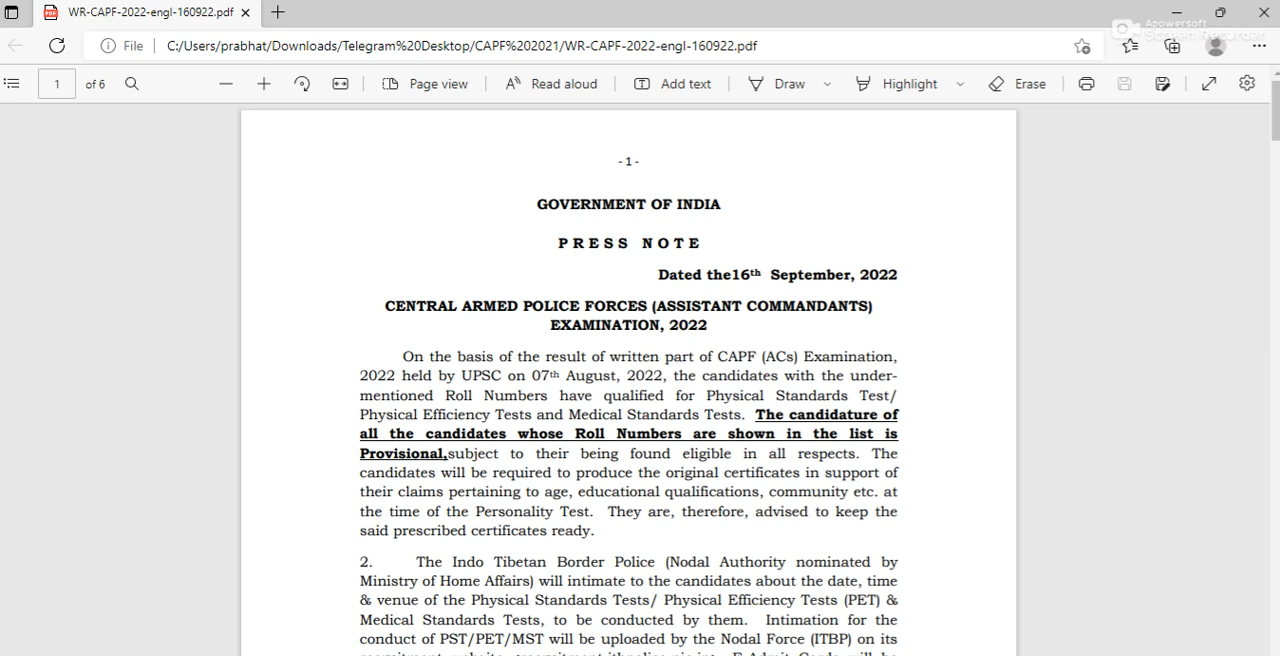 WR-CAPF-2022-engl-160922.pdf
Apowersoft
Screen Recorder
File
C:/Users/prabhat/Downloads/Telegram%20Desktop/CAPF%202021/WR-CAPF-2022-engl-160922.pdf
1 of 6 Page view Read aloud Add text Draw Highlight Erase
-1-
GOVERNMENT OF INDIA
PRESS NOTE
Dated the16th September, 2022
CENTRAL ARMED POLICE FORCES (ASSISTANT COMMANDANTS)
EXAMINATION, 2022
On the basis of the result of written part of CAPF (ACs) Examination,
2022 held by UPSC on 07th August, 2022, the candidates with the under-
mentioned Roll Numbers have qualified for Physical Standards Test/
Physical Efficiency Tests and Medical Standards Tests. The candidature of
all the candidates whose Roll Numbers are shown in the list is
Provisional,subject to their being found eligible in all respects. The
candidates will be required to produce the original certificates in support of
their claims pertaining to age, educational qualifications, community etc. at
the time of the Personality Test. They are, therefore, advised to keep the
said prescribed certificates ready.
2. The Indo Tibetan Border Police (Nodal Authority nominated by
Ministry of Home Affairs) will intimate to the candidates about the date, time
& venue of the Physical Standards Tests/ Physical Efficiency Tests (PET) &
Medical Standards Tests, to be conducted by them. Intimation for the
conduct of PST/PET/MST will be uploaded by the Nodal Force (ITBP) on its